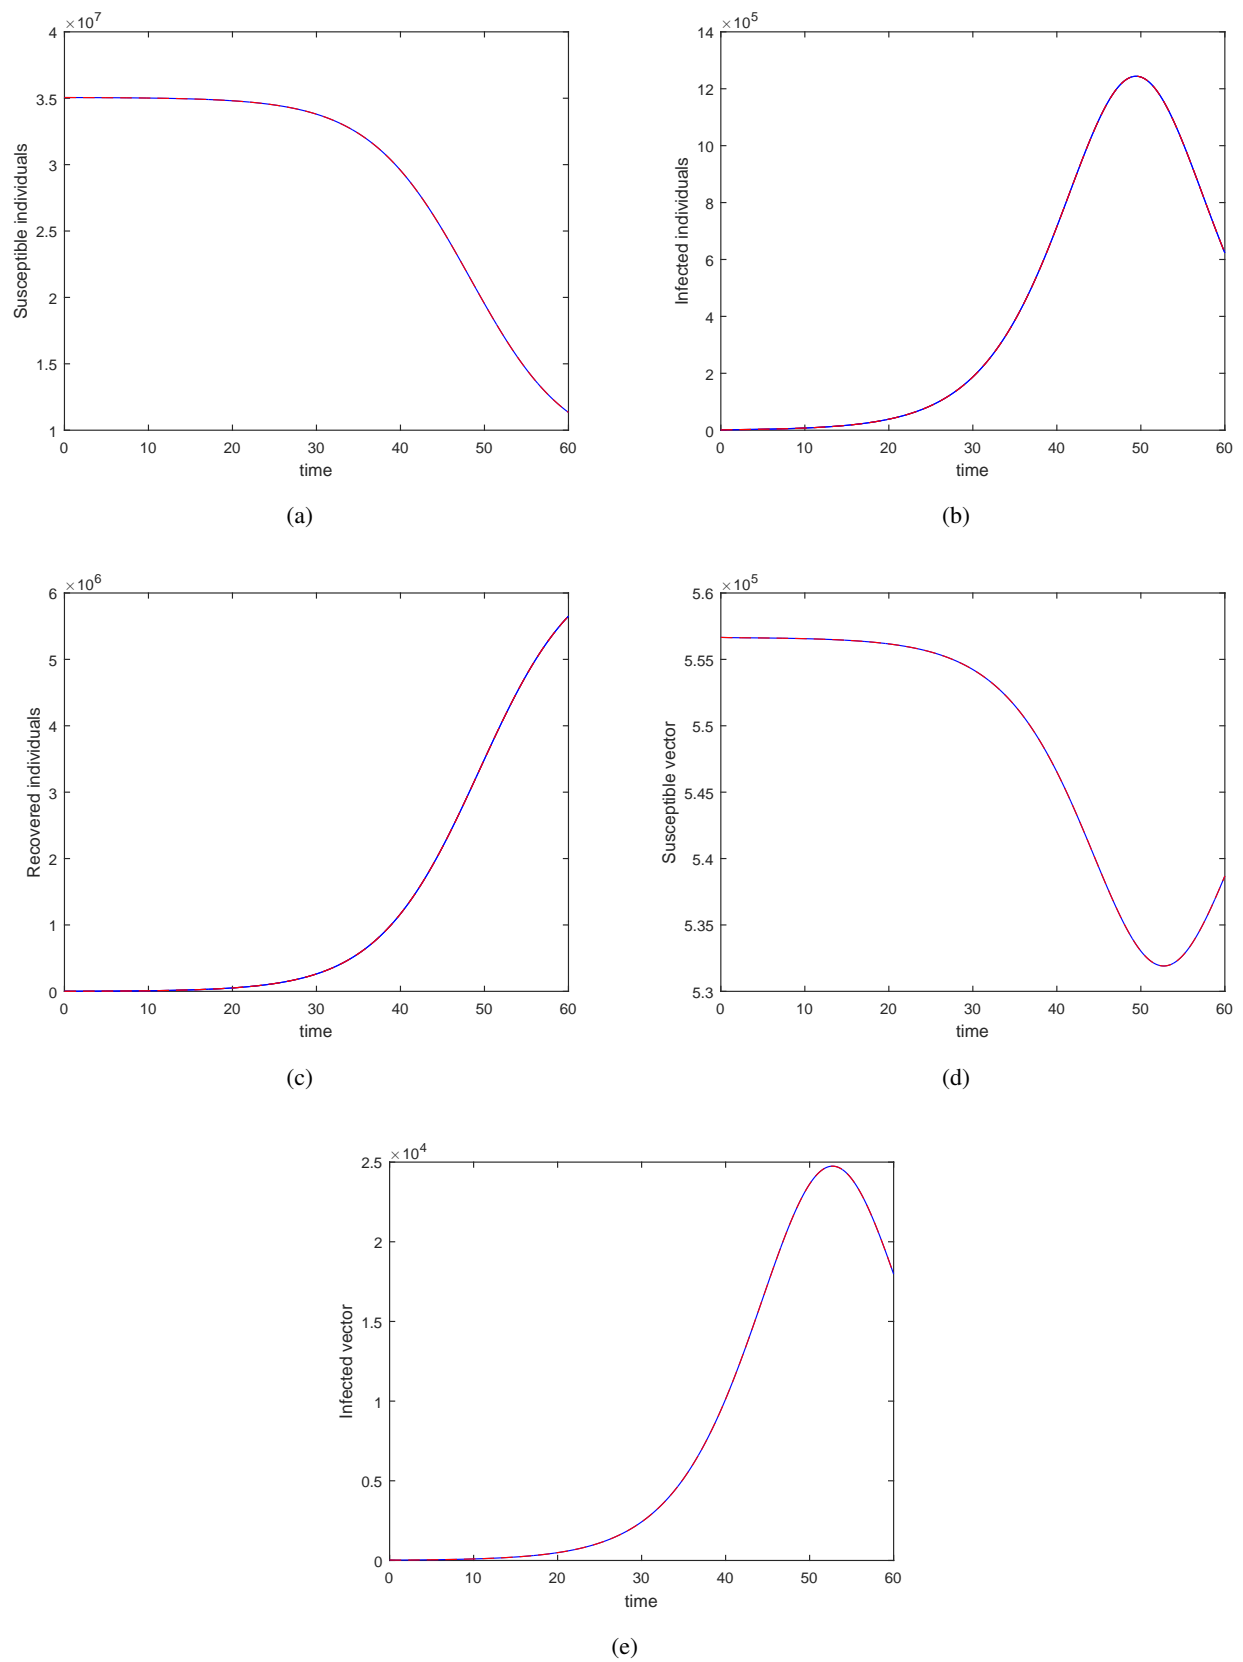 ×10^7
4
3.5
3
2.5
2
1.5
1
0 10 20 30 40 50 60
time
Susceptible individuals
(a)
×10^5
14
12
10
8
6
4
2
0
0 10 20 30 40 50 60
time
Infected individuals
(b)
×10^6
6
5
4
3
2
1
0
0 10 20 30 40 50 60
time
Recovered individuals
(c)
×10^5
5.6
5.55
5.5
5.45
5.4
5.35
5.3
0 10 20 30 40 50 60
time
Susceptible vector
(d)
×10^4
2.5
2
1.5
1
0.5
0
0 10 20 30 40 50 60
time
Infected vector
(e)